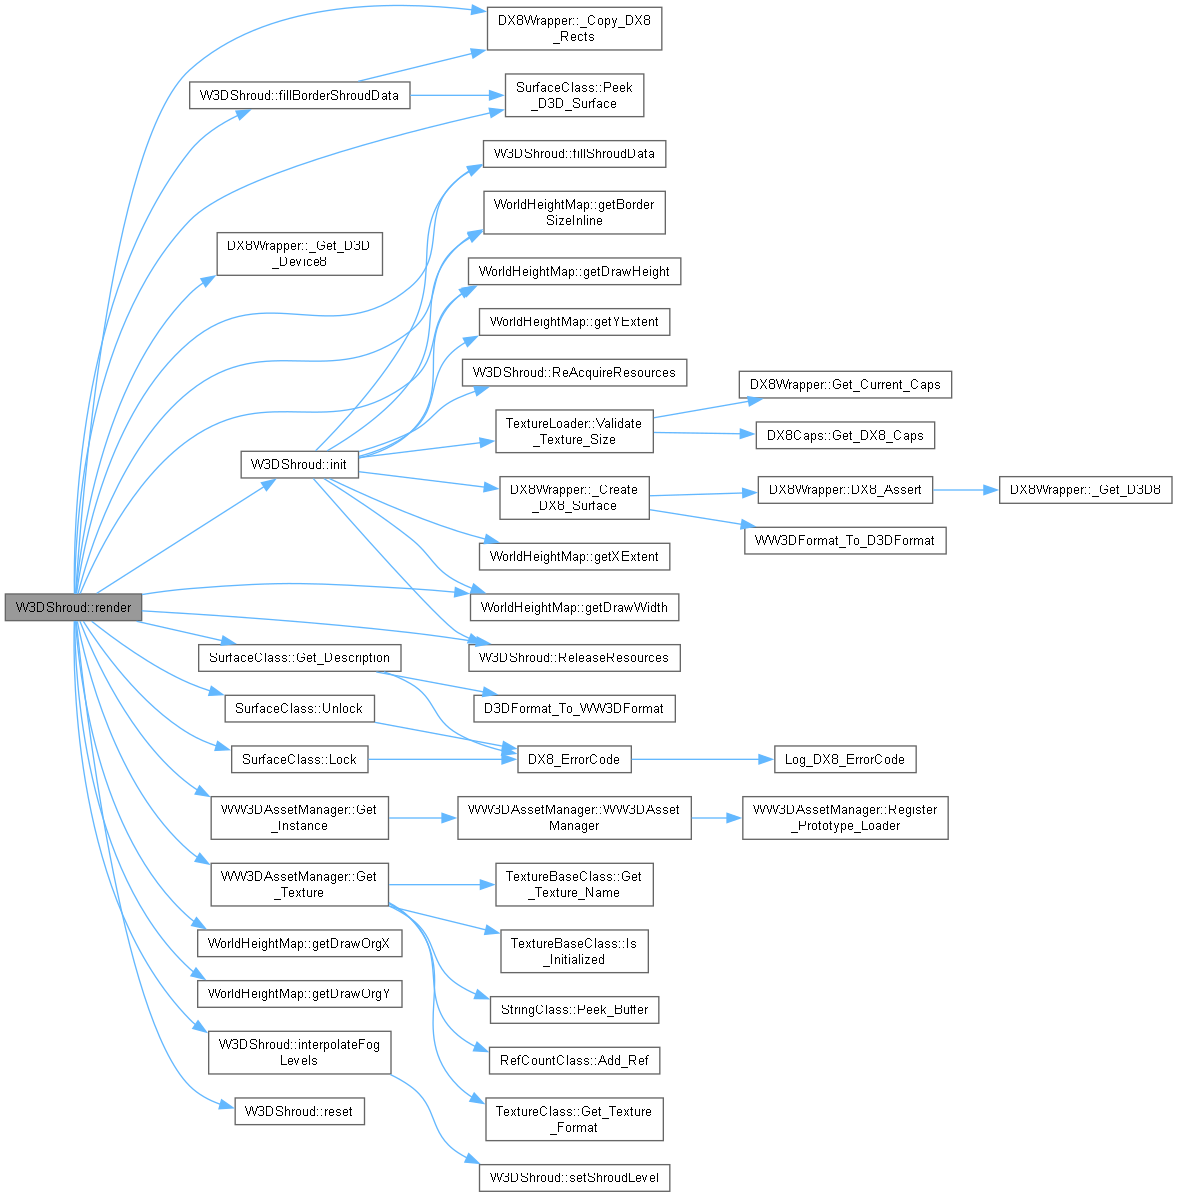 DX8Wrapper::_Copy_DX8
_Rects
W3DShroud::fillBorderShroudData
SurfaceClass::Peek
_D3D_Surface
W3DShroud::fillShroudData
WorldHeightMap::getBorder
SizeInline
DX8Wrapper::_Get_D3D
_Device8
WorldHeightMap::getDrawHeight
WorldHeightMap::getYExtent
W3DShroud::ReAcquireResources
DX8Wrapper::Get_Current_Caps
TextureLoader::Validate
_Texture_Size
DX8Caps::Get_DX8_Caps
W3DShroud::init
DX8Wrapper::_Create
_DX8_Surface
DX8Wrapper::DX8_Assert
DX8Wrapper::_Get_D3D8
WW3DFormat_To_D3DFormat
WorldHeightMap::getXExtent
W3DShroud::render
WorldHeightMap::getDrawWidth
SurfaceClass::Get_Description
W3DShroud::ReleaseResources
SurfaceClass::Unlock
D3DFormat_To_WW3DFormat
SurfaceClass::Lock
DX8_ErrorCode
Log_DX8_ErrorCode
WW3DAssetManager::Get
_Instance
WW3DAssetManager::WW3DAsset
Manager
WW3DAssetManager::Register
_Prototype_Loader
WW3DAssetManager::Get
_Texture
TextureBaseClass::Get
_Texture_Name
WorldHeightMap::getDrawOrgX
TextureBaseClass::Is
_Initialized
WorldHeightMap::getDrawOrgY
StringClass::Peek_Buffer
W3DShroud::interpolateFog
Levels
RefCountClass::Add_Ref
W3DShroud::reset
TextureClass::Get_Texture
_Format
W3DShroud::setShroudLevel